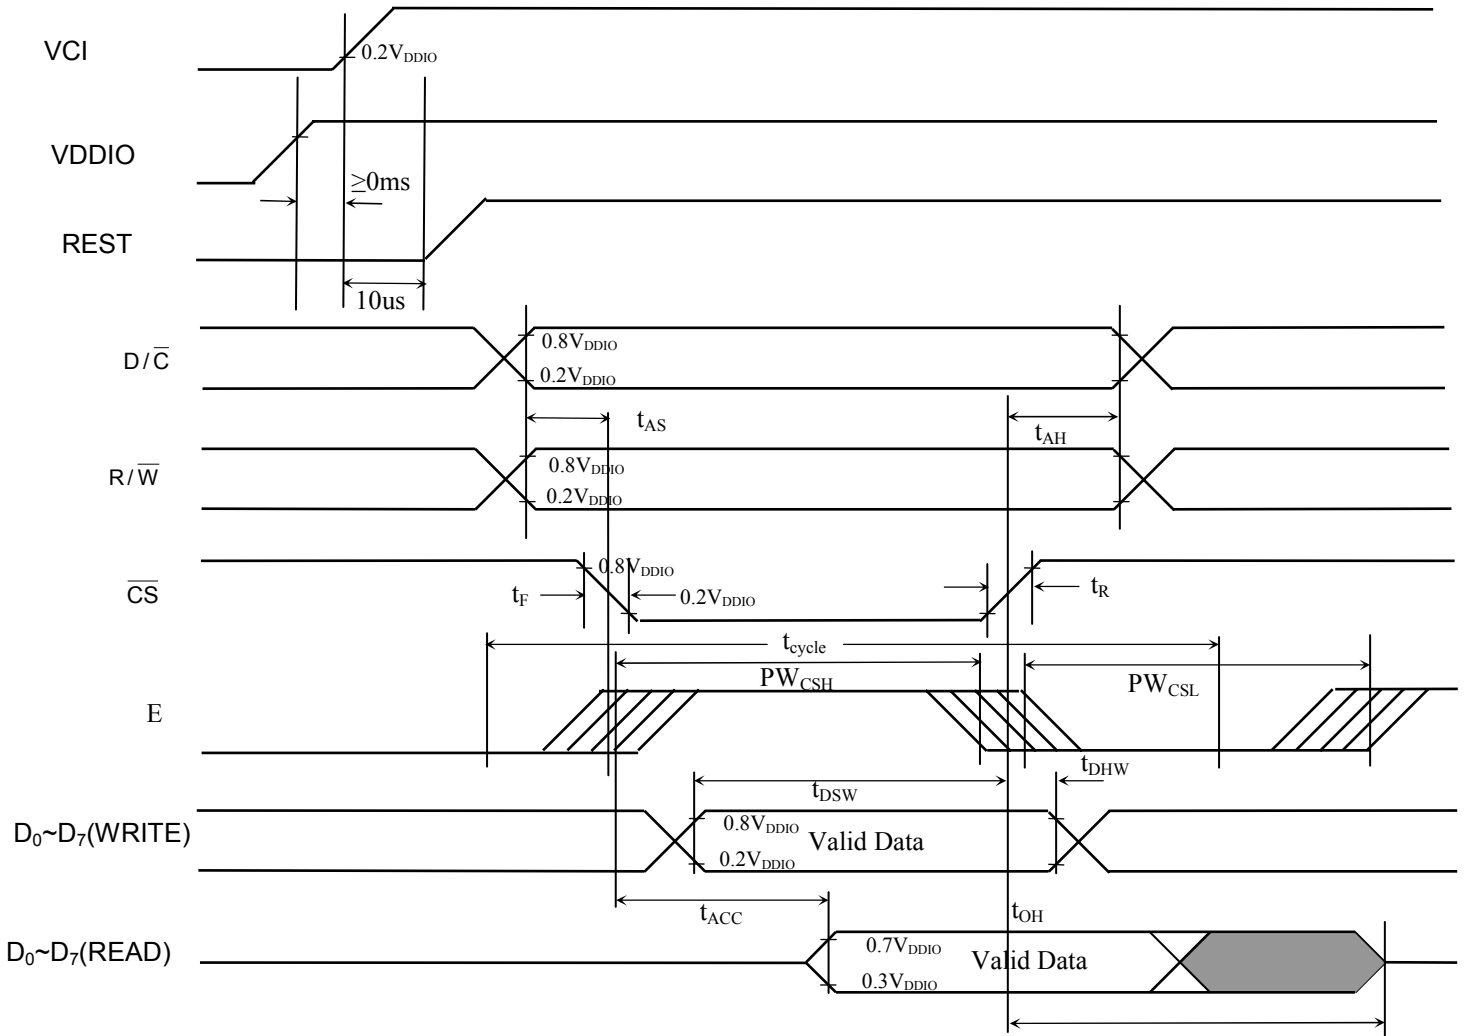 VCI
0.2VDDIO
VDDIO
≥0ms
REST
10us
D/C̅
0.8VDDIO
0.2VDDIO
tAS
tAH
R/W̅
0.8VDDIO
0.2VDDIO
C̅S̅
0.8VDDIO
tF
0.2VDDIO
tR
tcycle
PWCSH
PWCSL
E
tDHW
tDSW
D0~D7(WRITE)
0.8VDDIO
Valid Data
0.2VDDIO
tACC
tOH
D0~D7(READ)
0.7VDDIO
Valid Data
0.3VDDIO